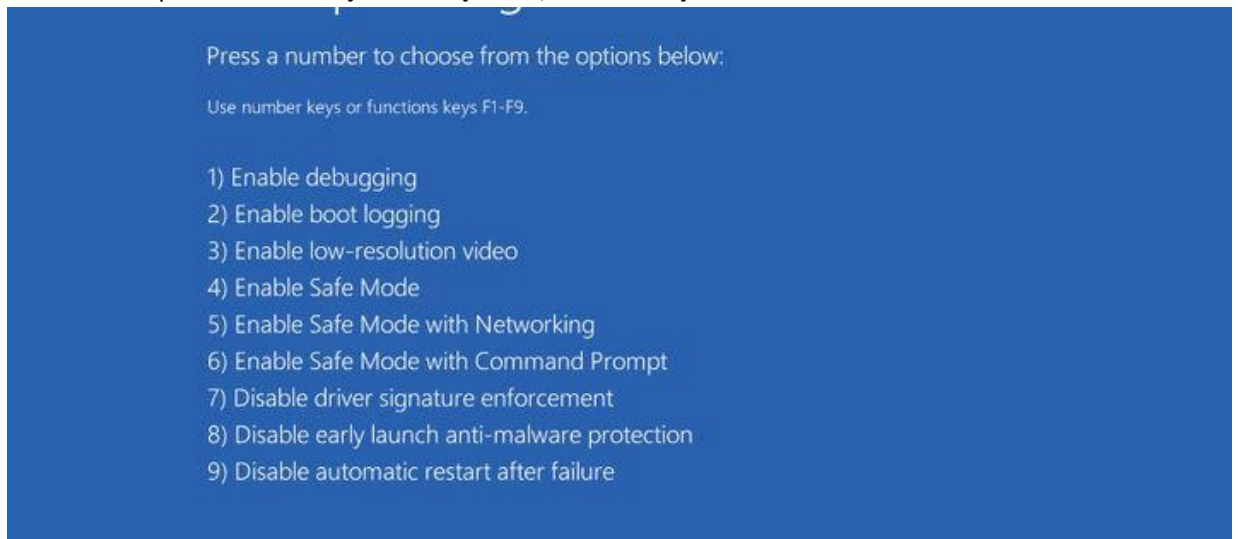 Press a number to choose from the options below:
Use number keys or functions keys F1-F9.
1) Enable debugging
2) Enable boot logging
3) Enable low-resolution video
4) Enable Safe Mode
5) Enable Safe Mode with Networking
6) Enable Safe Mode with Command Prompt
7) Disable driver signature enforcement
8) Disable early launch anti-malware protection
9) Disable automatic restart after failure